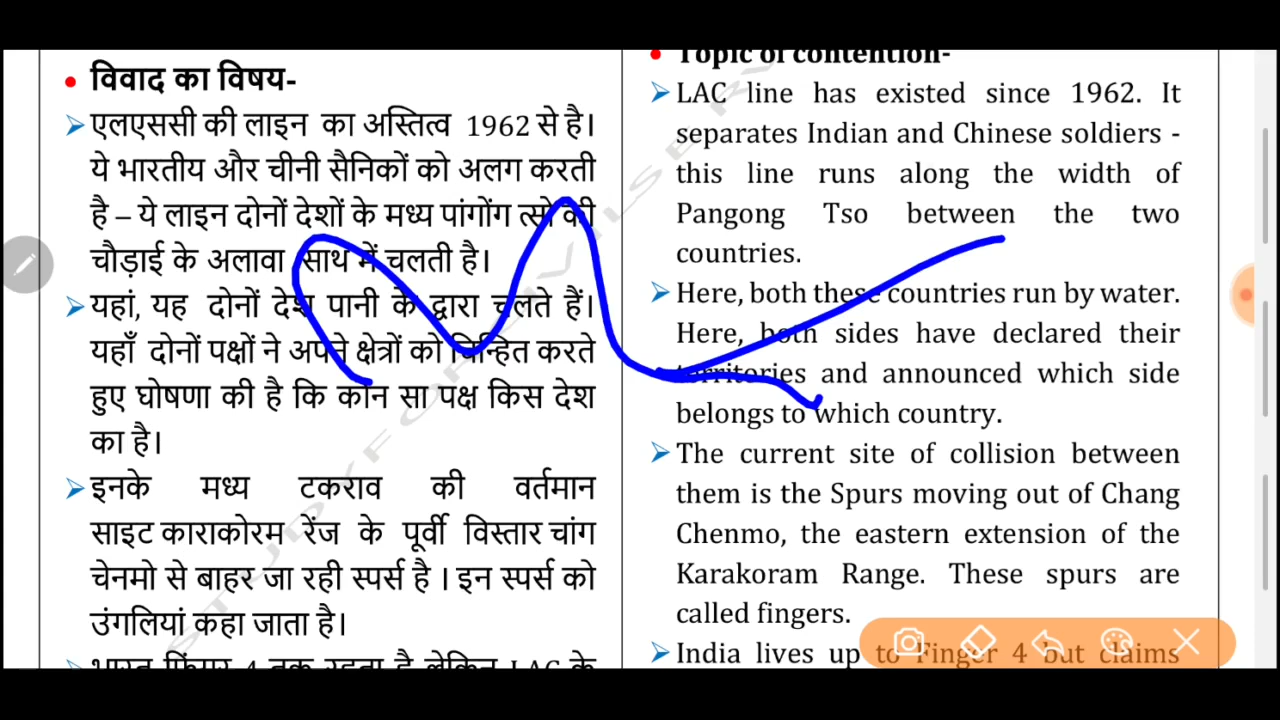 विवाद का विषय-
एलएससी की लाइन का अस्तित्व 1962 से है।
ये भारतीय और चीनी सैनिकों को अलग करती
है – ये लाइन दोनों देशों के मध्य पांगोंग त्सो की
चौड़ाई के अलावा साथ में चलती है।
यहां, यह दोनों देश पानी के द्वारा चलते हैं।
यहाँ दोनों पक्षों ने अपने क्षेत्रों को चिन्हित करते
हुए घोषणा की है कि कौन सा पक्ष किस देश
का है।
इनके मध्य टकराव की वर्तमान
साइट काराकोरम रेंज के पूर्वी विस्तार चांग
चेनमो से बाहर जा रही स्पर्स है । इन स्पर्स को
उंगलियां कहा जाता है।
भारत फिंगर 4 तक रहता है लेकिन LAC के
Topic of contention-
LAC line has existed since 1962. It
separates Indian and Chinese soldiers -
this line runs along the width of
Pangong Tso between the two
countries.
Here, both these countries run by water.
Here, both sides have declared their
territories and announced which side
belongs to which country.
The current site of collision between
them is the Spurs moving out of Chang
Chenmo, the eastern extension of the
Karakoram Range. These spurs are
called fingers.
India lives up to Finger 4 but claims